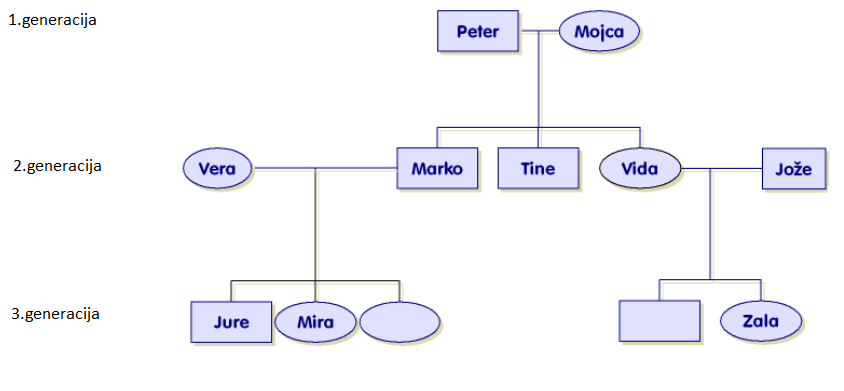 1.generacija
Peter
Mojca
2.generacija
Vera
Marko
Tine
Vida
Jože
3.generacija
Jure
Mira
Zala